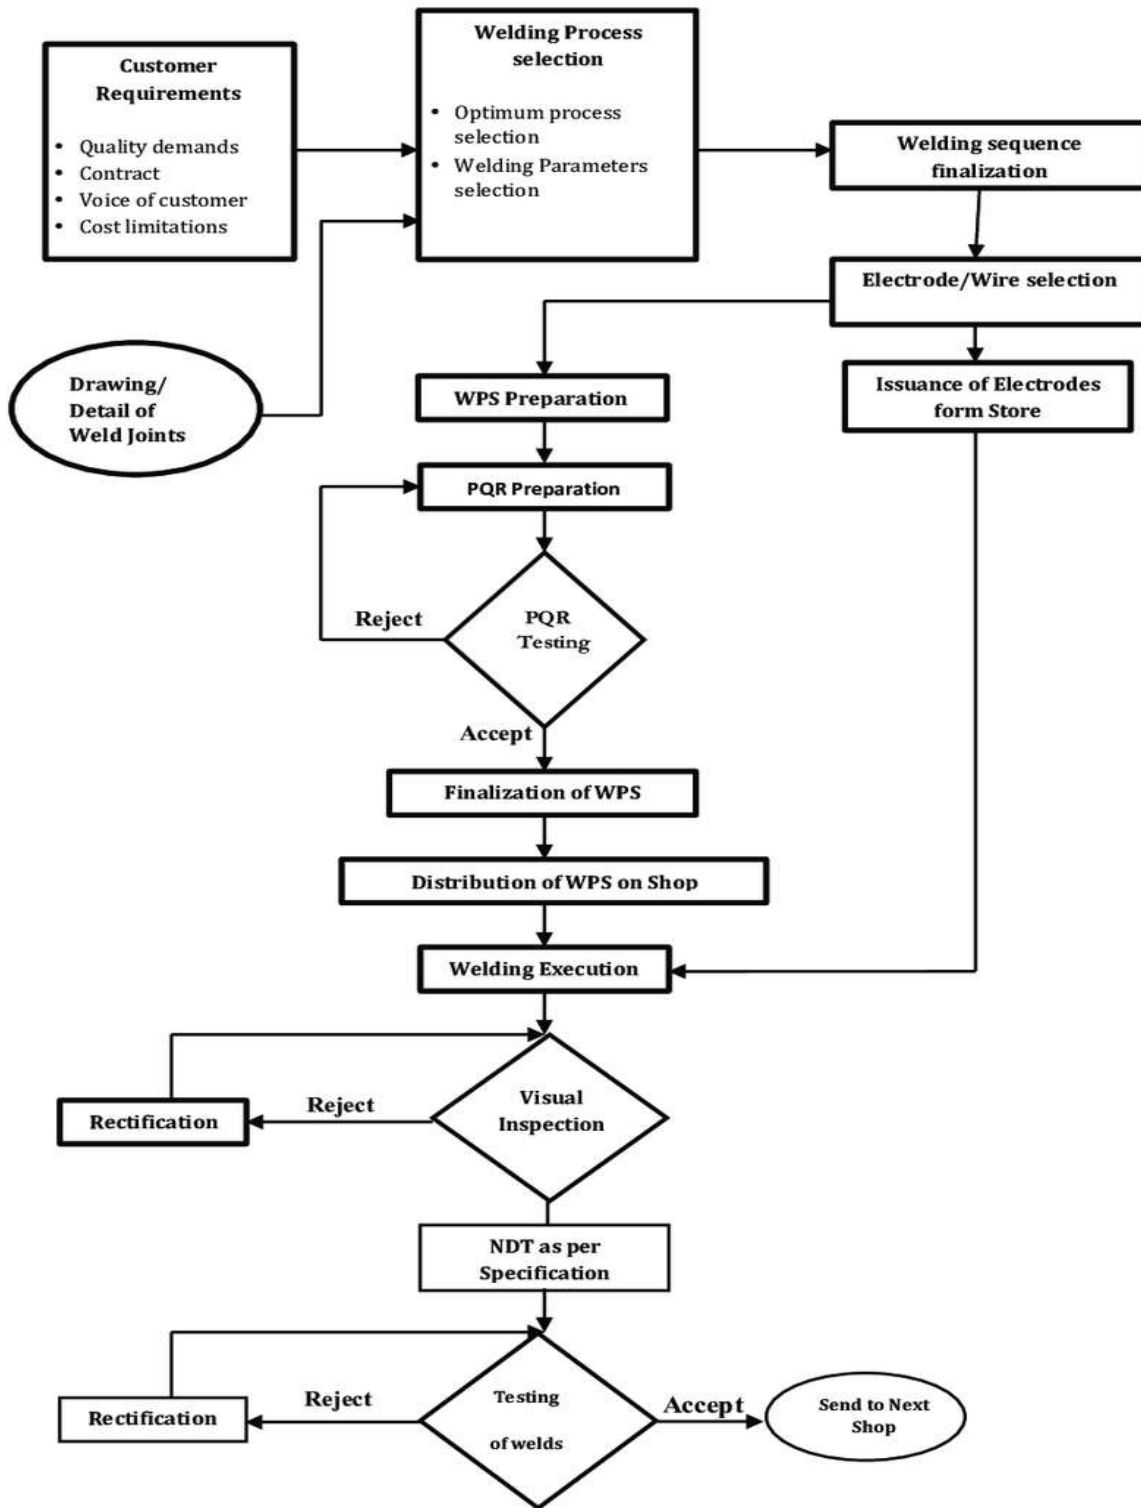 Customer
Requirements
• Quality demands
• Contract
• Voice of customer
• Cost limitations
Welding Process
selection
• Optimum process
selection
• Welding Parameters
selection
Welding sequence
finalization
Electrode/Wire selection
Issuance of Electrodes
form Store
Drawing/
Detail of
Weld Joints
WPS Preparation
PQR Preparation
PQR
Testing
Reject
Accept
Finalization of WPS
Distribution of WPS on Shop
Welding Execution
Visual
Inspection
Reject
Rectification
NDT as per
Specification
Testing
of welds
Reject
Rectification
Accept
Send to Next
Shop